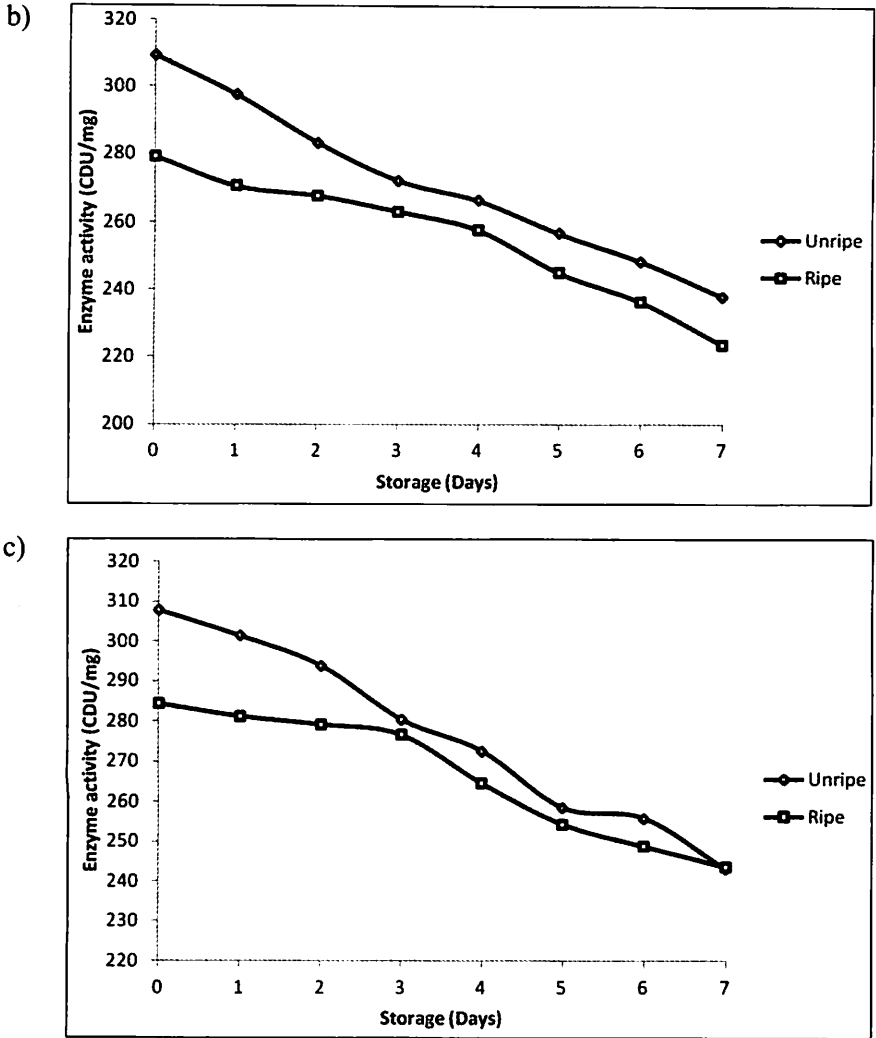 b)
320
300
280
260
240
220
200
Enzyme activity (CDU/mg)
0 1 2 3 4 5 6 7
Storage (Days)
Unripe
Ripe
c)
320
310
300
290
280
270
260
250
240
230
220
Enzyme activity (CDU/mg)
0 1 2 3 4 5 6 7
Storage (Days)
Unripe
Ripe